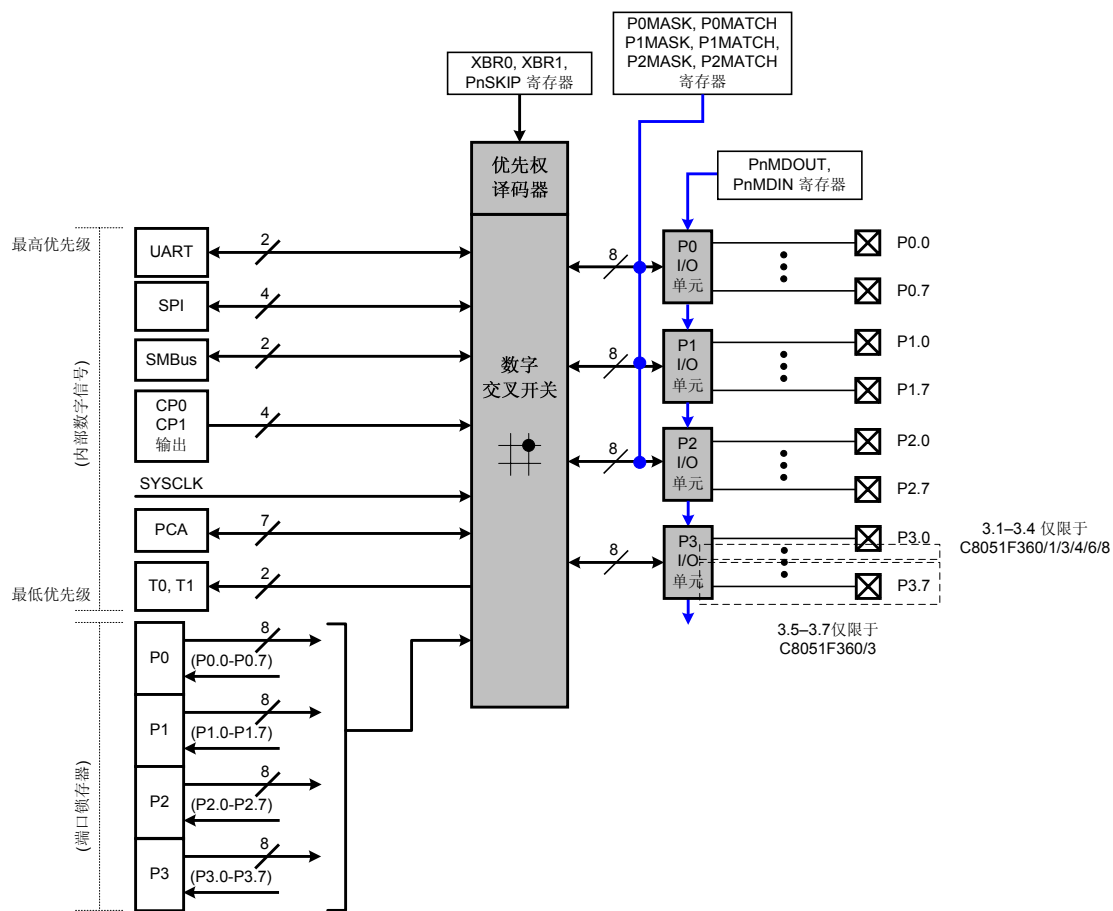 P0MASK, P0MATCH
P1MASK, P1MATCH,
P2MASK, P2MATCH
寄存器
XBR0, XBR1,
PnSKIP 寄存器
PnMDOUT,
PnMDIN 寄存器
优先权
译码器
最高优先级
(内部数字信号)
最低优先级
UART
2
SPI
4
SMBus
2
CP0
CP1
输出
4
SYSCLK
PCA
7
T0, T1
2
数字
交叉开关
8
P0
I/O
单元
P0.0
P0.7
8
P1
I/O
单元
P1.0
P1.7
8
P2
I/O
单元
P2.0
P2.7
8
P3
I/O
单元
P3.0
P3.7
3.1–3.4 仅限于
C8051F360/1/3/4/6/8
3.5–3.7仅限于
C8051F360/3
(端口锁存器)
P0
8
(P0.0-P0.7)
P1
8
(P1.0-P1.7)
P2
8
(P2.0-P2.7)
P3
8
(P3.0-P3.7)